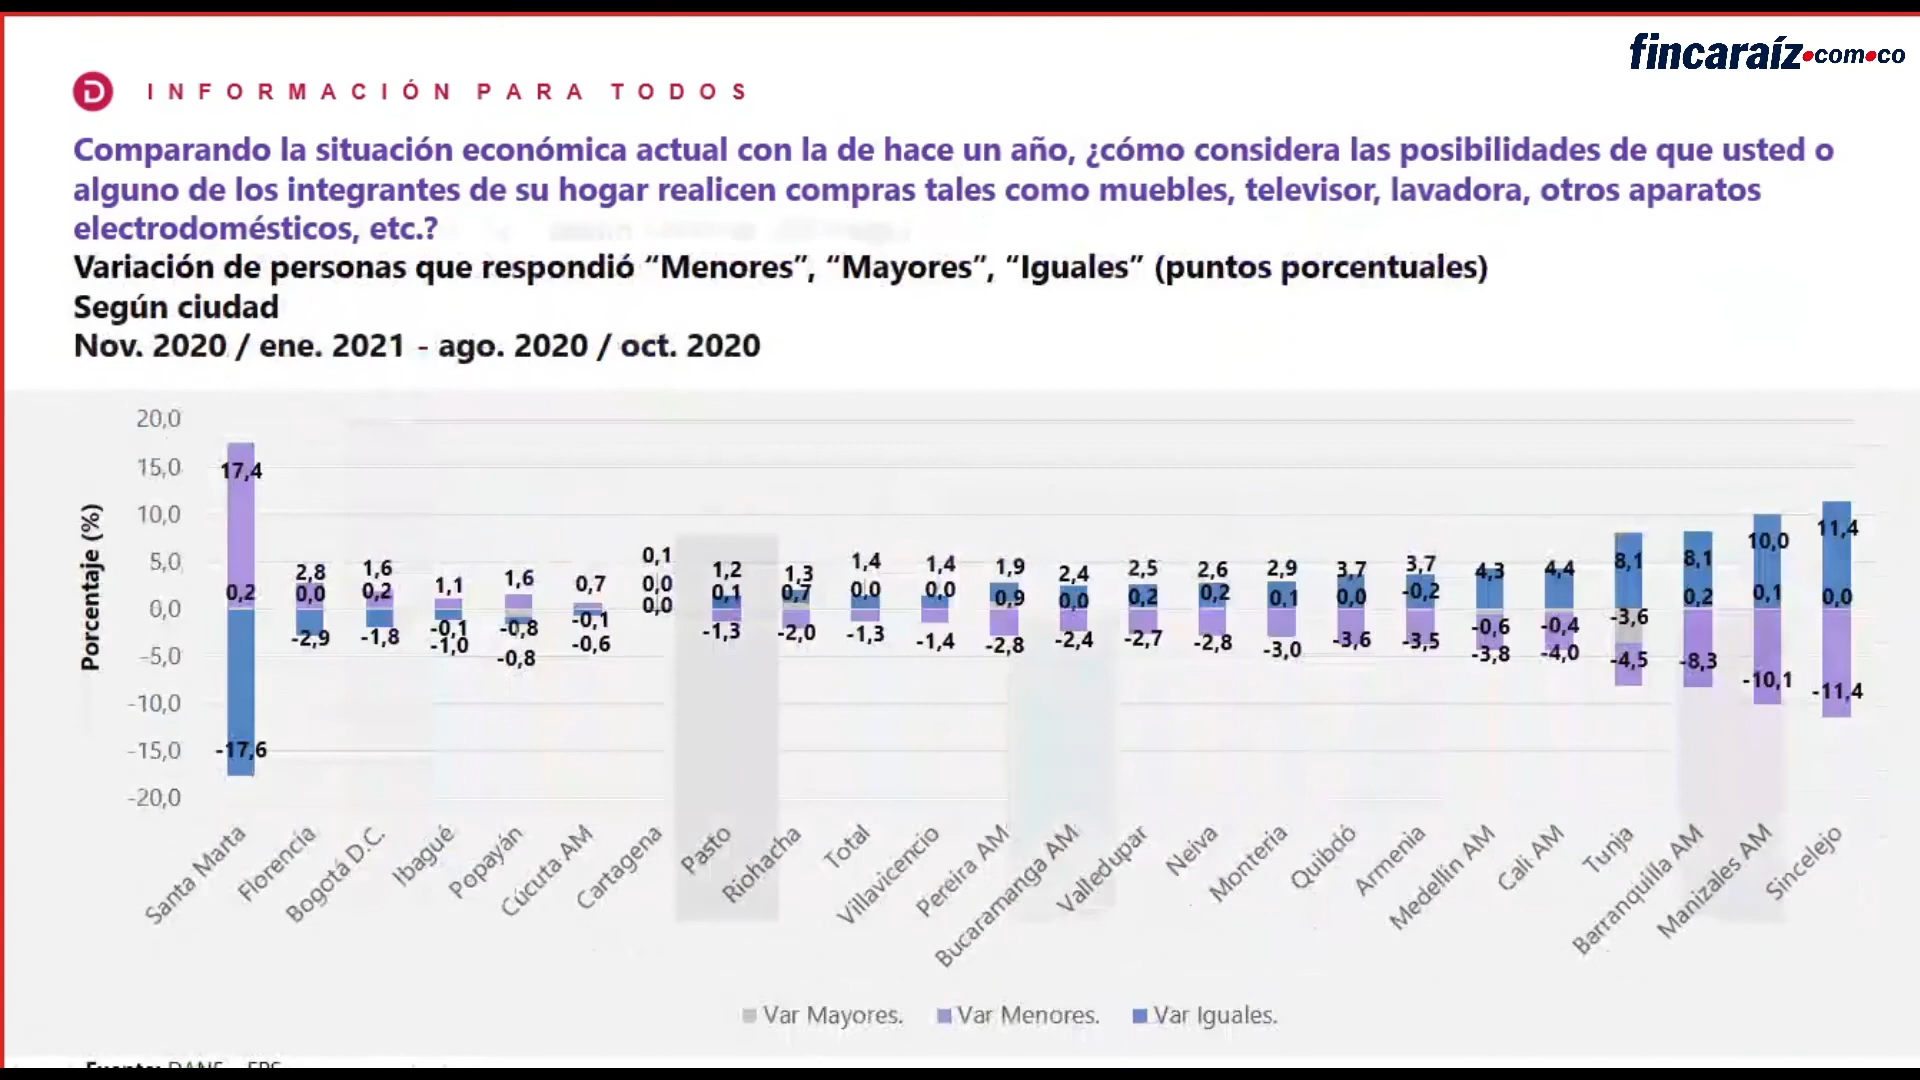 fincaraíz.com.co
INFORMACIÓN PARA TODOS
Comparando la situación económica actual con la de hace un año, ¿cómo considera las posibilidades de que usted o
alguno de los integrantes de su hogar realicen compras tales como muebles, televisor, lavadora, otros aparatos
electrodomésticos, etc.?
Variación de personas que respondió “Menores”, “Mayores”, “Iguales” (puntos porcentuales)
Según ciudad
Nov. 2020 / ene. 2021 - ago. 2020 / oct. 2020
Porcentaje (%)
20,0
15,0
10,0
5,0
0,0
-5,0
-10,0
-15,0
-20,0
17,4 0,2 -17,6
2,8 0,0 -2,9
1,6 0,2 -1,8
1,1 -0,1 -1,0
1,6 -0,8 -0,8
0,7 -0,1 -0,6
0,1 0,0 0,0
1,2 0,1 -1,3
1,3 0,7 -2,0
1,4 0,0 -1,3
1,4 0,0 -1,4
1,9 0,9 -2,8
2,4 0,0 -2,4
2,5 0,2 -2,7
2,6 0,2 -2,8
2,9 0,1 -3,0
3,7 0,0 -3,6
3,7 -0,2 -3,5
4,3 -0,6 -3,8
4,4 -0,4 -4,0
8,1 -3,6 -4,5
8,1 0,2 -8,3
10,0 0,1 -10,1
11,4 0,0 -11,4
Santa Marta
Florencia
Bogotá D.C.
Ibagué
Popayán
Cúcuta AM
Cartagena
Pasto
Riohacha
Total
Villavicencio
Pereira AM
Bucaramanga AM
Valledupar
Neiva
Montería
Quibdó
Armenia
Medellín AM
Cali AM
Tunja
Barranquilla AM
Manizales AM
Sincelejo
Var Mayores. Var Menores. Var Iguales.